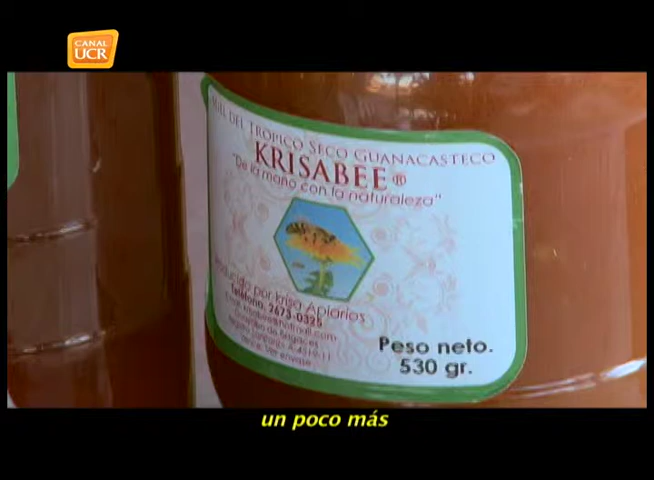 CANAL
UCR
MIEL DEL TRÓPICO SECO GUANACASTECO
KRISABEE®
"De la mano con la naturaleza"
Producido por Krisa Apiarios
Teléfono. 2673-0325
Peso neto.
530 gr.
un poco más